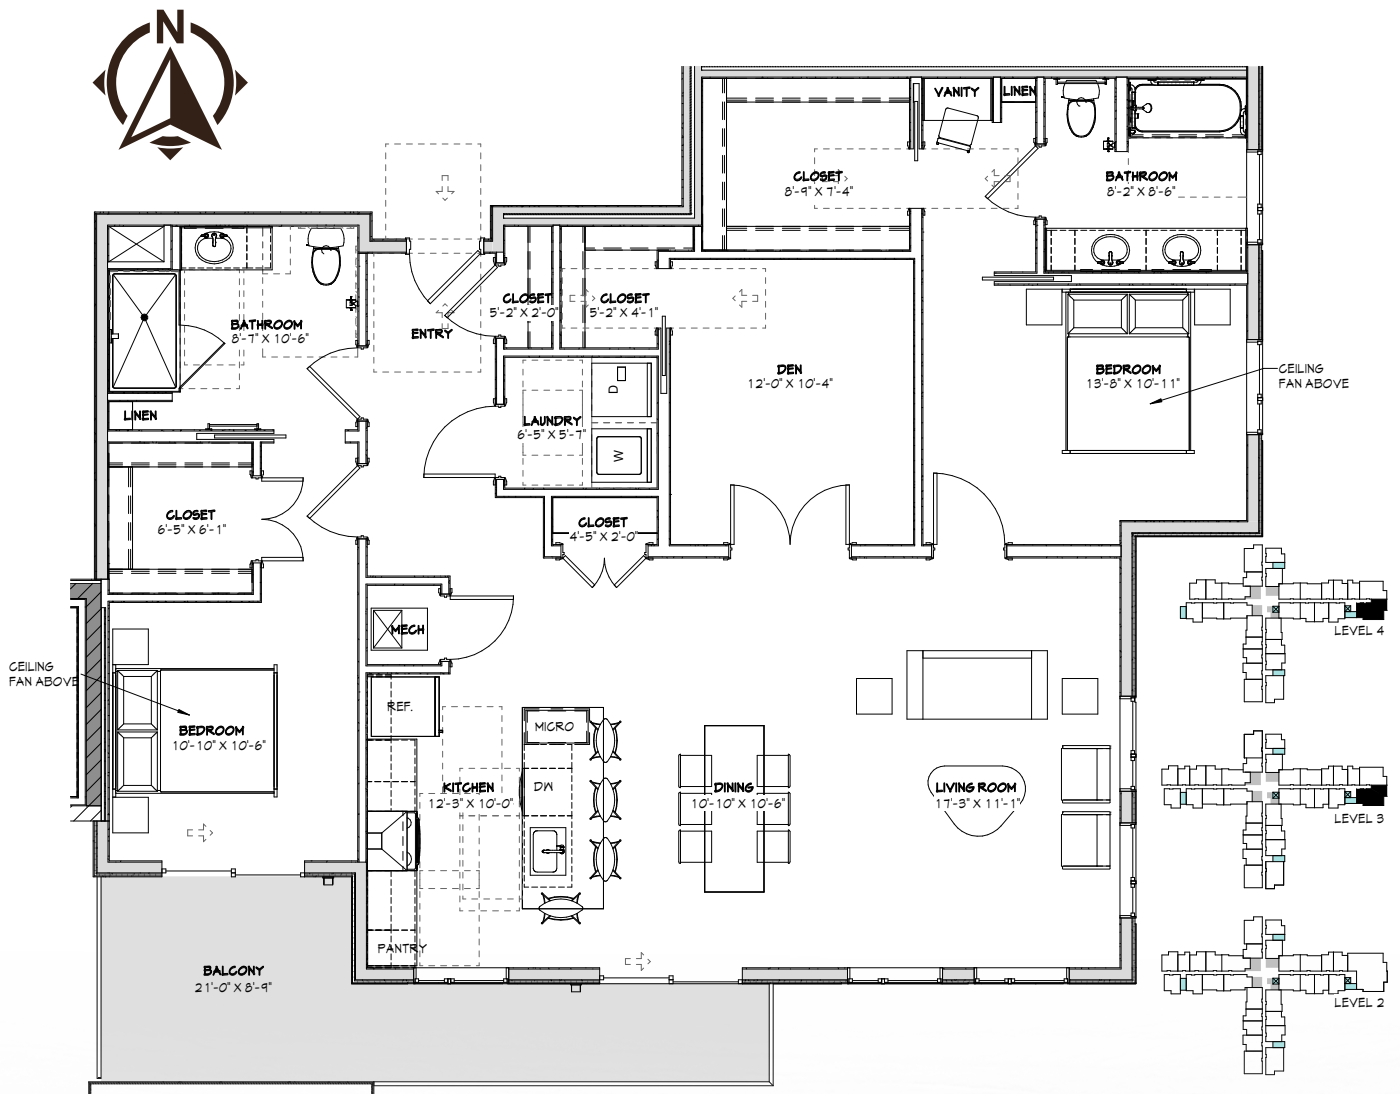 N
VANITY
LINEN
CLOSET
8'-9" X 7'-4"
BATHROOM
8'-2" X 8'-6"
CLOSET
5'-2" X 2'-0"
CLOSET
5'-2" X 4'-1"
BATHROOM
8'-7" X 10'-6"
ENTRY
DEN
12'-0" X 10'-4"
BEDROOM
13'-8" X 10'-11"
CEILING
FAN ABOVE
D
LINEN
LAUNDRY
6'-5" X 5'-7"
W
CLOSET
6'-5" X 6'-1"
CLOSET
4'-5" X 2'-0"
MECH
LEVEL 4
CEILING
FAN ABOVE
REF.
BEDROOM
10'-10" X 10'-6"
MICRO
KITCHEN
12'-3" X 10'-0"
DW
DINING
10'-10" X 10'-6"
LIVING ROOM
17'-3" X 11'-1"
LEVEL 3
PANTRY
BALCONY
21'-0" X 8'-9"
LEVEL 2